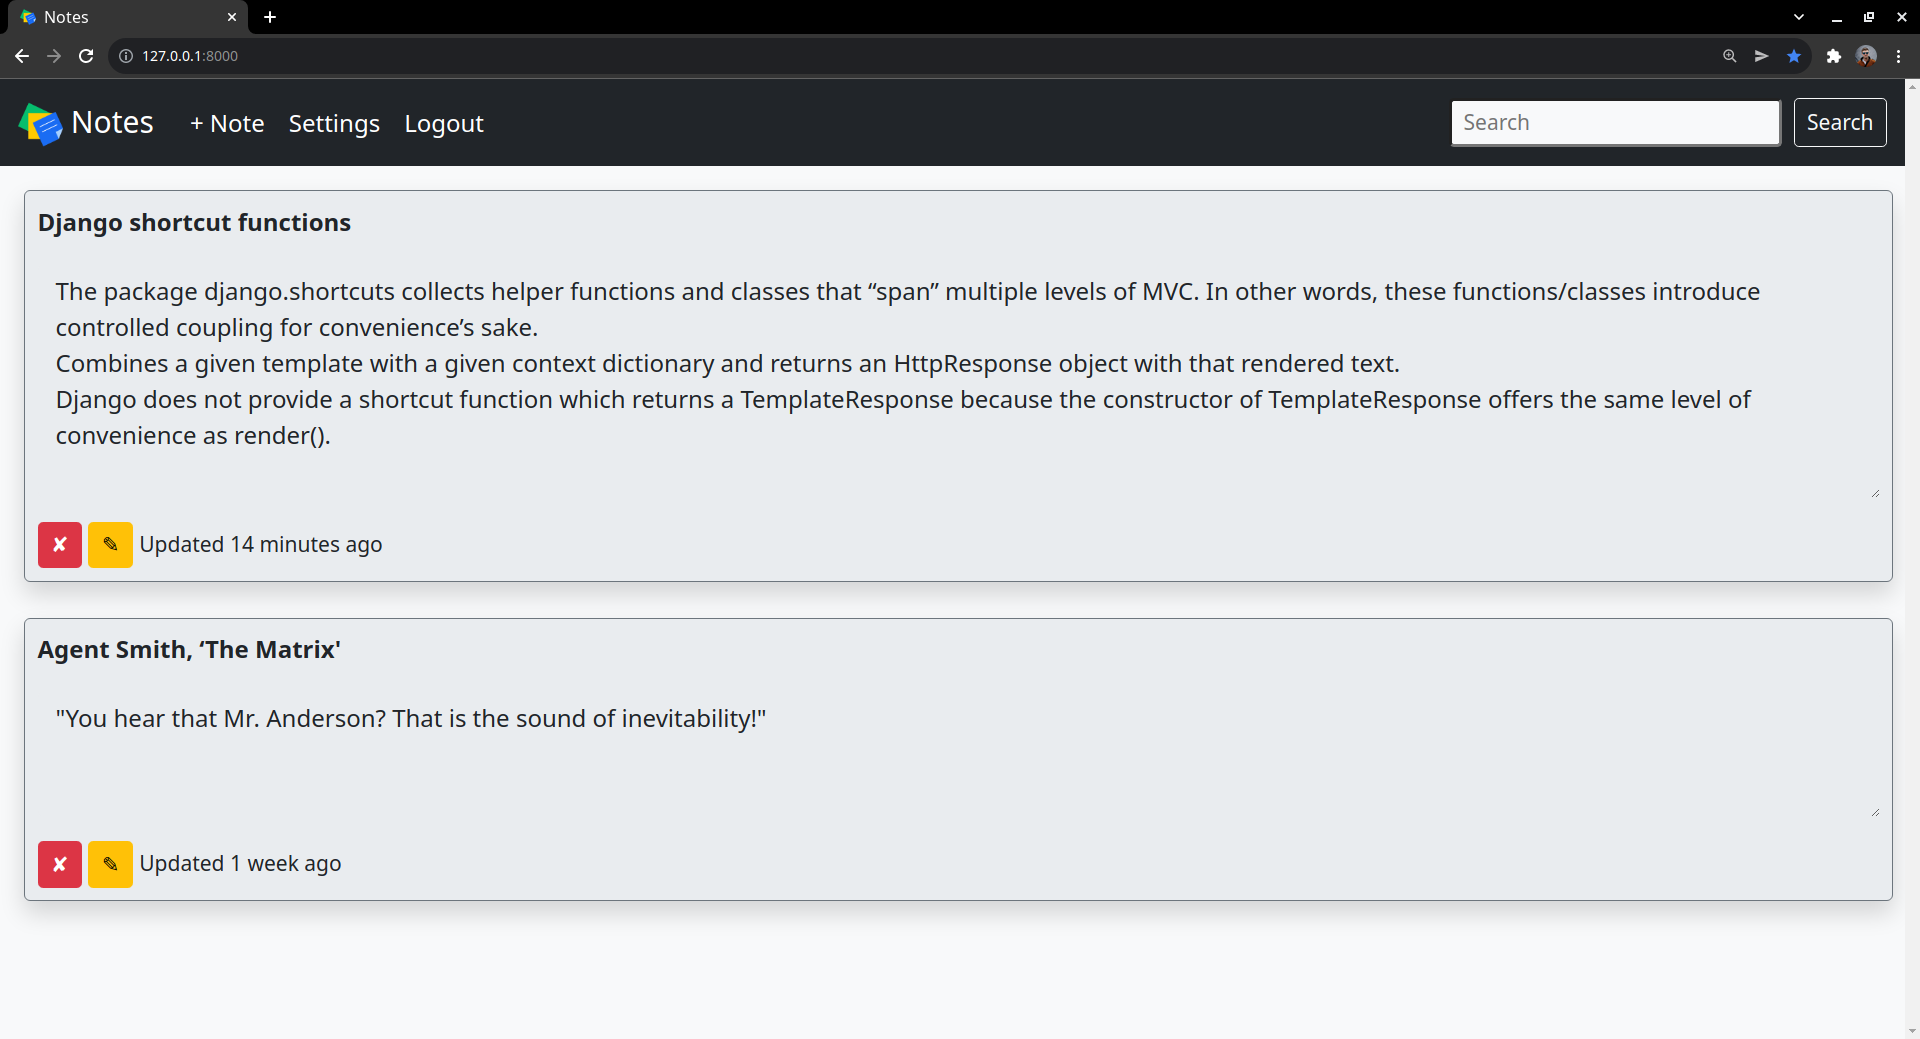 Notes
127.0.0.1:8000
Notes + Note Settings Logout Search Search
Django shortcut functions
The package django.shortcuts collects helper functions and classes that “span” multiple levels of MVC. In other words, these functions/classes introduce
controlled coupling for convenience’s sake.
Combines a given template with a given context dictionary and returns an HttpResponse object with that rendered text.
Django does not provide a shortcut function which returns a TemplateResponse because the constructor of TemplateResponse offers the same level of
convenience as render().
Updated 14 minutes ago
Agent Smith, ‘The Matrix'
"You hear that Mr. Anderson? That is the sound of inevitability!"
Updated 1 week ago